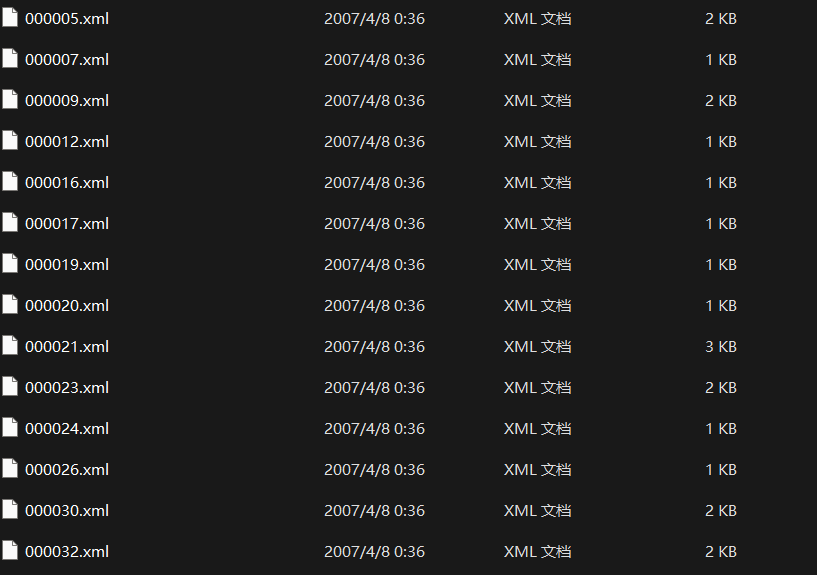 000005.xml 2007/4/8 0:36 XML 文档 2 KB
000007.xml 2007/4/8 0:36 XML 文档 1 KB
000009.xml 2007/4/8 0:36 XML 文档 2 KB
000012.xml 2007/4/8 0:36 XML 文档 1 KB
000016.xml 2007/4/8 0:36 XML 文档 1 KB
000017.xml 2007/4/8 0:36 XML 文档 1 KB
000019.xml 2007/4/8 0:36 XML 文档 1 KB
000020.xml 2007/4/8 0:36 XML 文档 1 KB
000021.xml 2007/4/8 0:36 XML 文档 3 KB
000023.xml 2007/4/8 0:36 XML 文档 2 KB
000024.xml 2007/4/8 0:36 XML 文档 1 KB
000026.xml 2007/4/8 0:36 XML 文档 1 KB
000030.xml 2007/4/8 0:36 XML 文档 2 KB
000032.xml 2007/4/8 0:36 XML 文档 2 KB